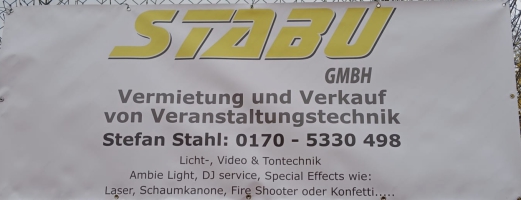 STABU
GMBH
Vermietung und Verkauf
von Veranstaltungstechnik
Stefan Stahl: 0170 - 5330 498
Licht-, Video & Tontechnik
Ambie Light, DJ service, Special Effects wie:
Laser, Schaumkanone, Fire Shooter oder Konfetti.....